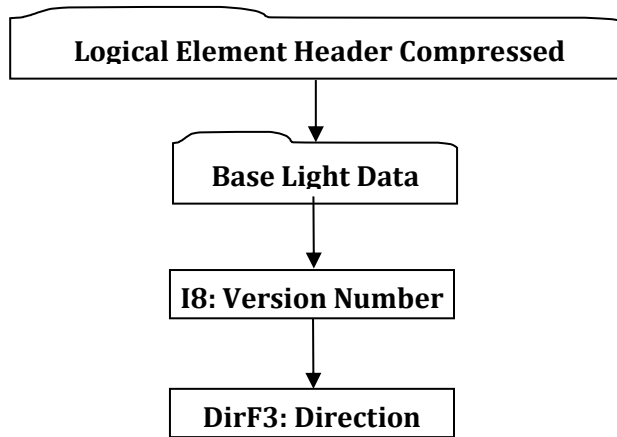 Logical Element Header Compressed
Base Light Data
I8: Version Number
DirF3: Direction